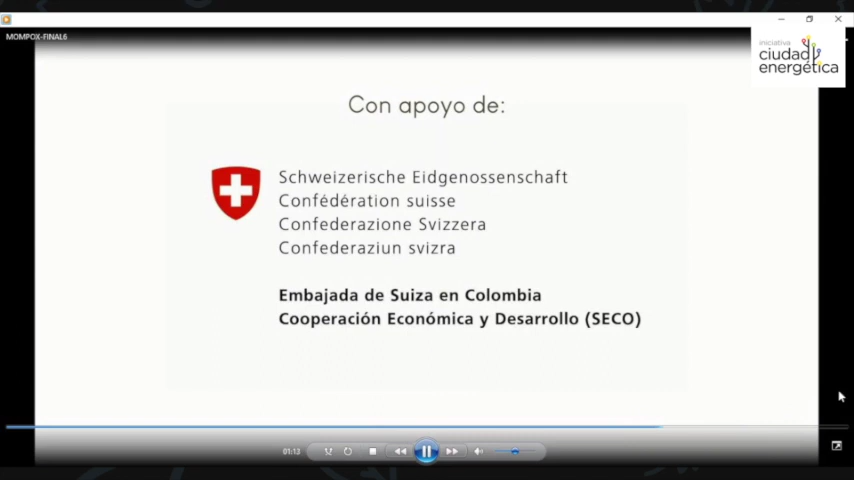 MOMPOX-FINAL6
iniciativa
ciudad
energética
Con apoyo de:
Schweizerische Eidgenossenschaft
Confédération suisse
Confederazione Svizzera
Confederaziun svizra
Embajada de Suiza en Colombia
Cooperación Económica y Desarrollo (SECO)
01:13